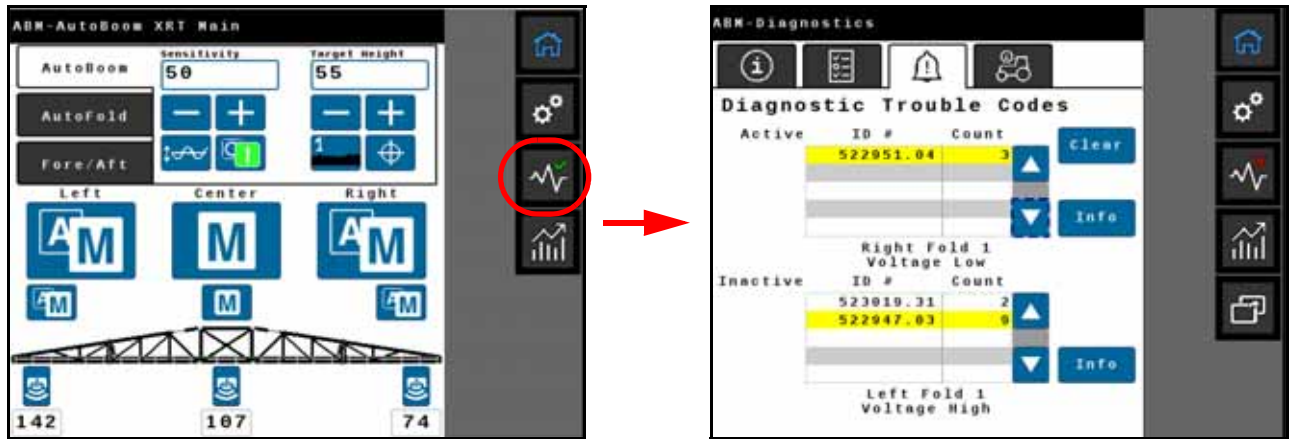 ABM-AutoBoom XRT Main
Sensitivity Target Height
AutoBoom 50 55
AutoFold
1
Fore/Aft
Left Center Right
A M M A M
A M M A M
142 107 74
ABM-Diagnostics
Diagnostic Trouble Codes
Active ID # Count
Clear
522951.04 3
Info
Right Fold 1
Voltage Low
Inactive ID # Count
523019.31 2
522947.03 9
Info
Left Fold 1
Voltage High